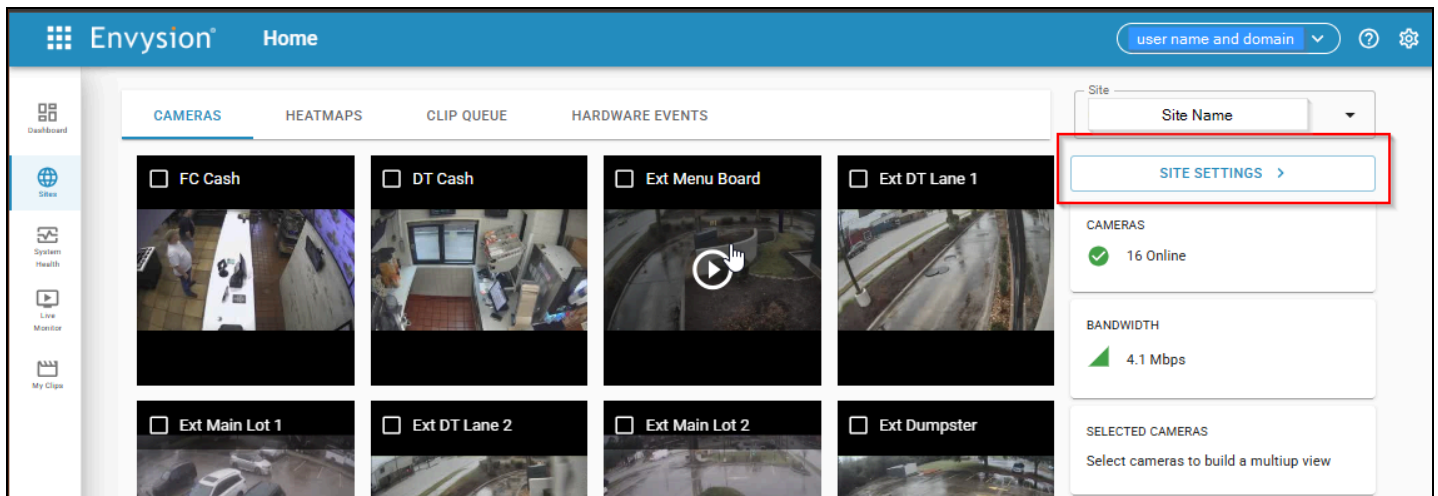 Envysion®
Home
user name and domain
Dashboard
Sites
System
Health
Live
Monitor
My Clips
CAMERAS
HEATMAPS
CLIP QUEUE
HARDWARE EVENTS
FC Cash
DT Cash
Ext Menu Board
Ext DT Lane 1
Ext Main Lot 1
Ext DT Lane 2
Ext Main Lot 2
Ext Dumpster
Site
Site Name
SITE SETTINGS >
CAMERAS
16 Online
BANDWIDTH
4.1 Mbps
SELECTED CAMERAS
Select cameras to build a multiup view